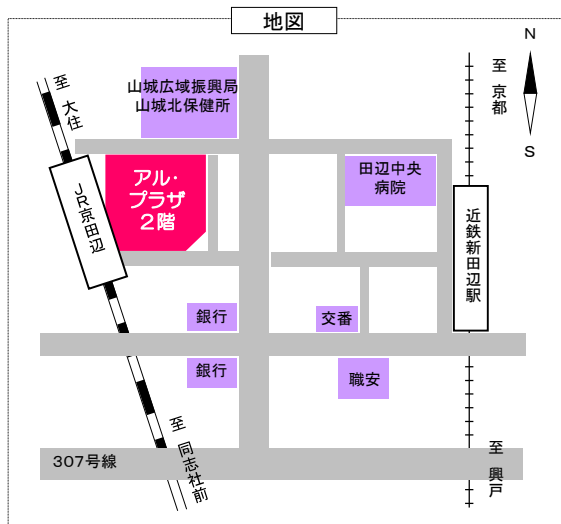 地図
N
S
至 京都
至 大住
山城広域振興局
山城北保健所
アル・
プラザ
2階
田辺中央
病院
JR京田辺
近鉄新田辺駅
銀行
交番
銀行
職安
至 同志社前
至 興戸
307号線